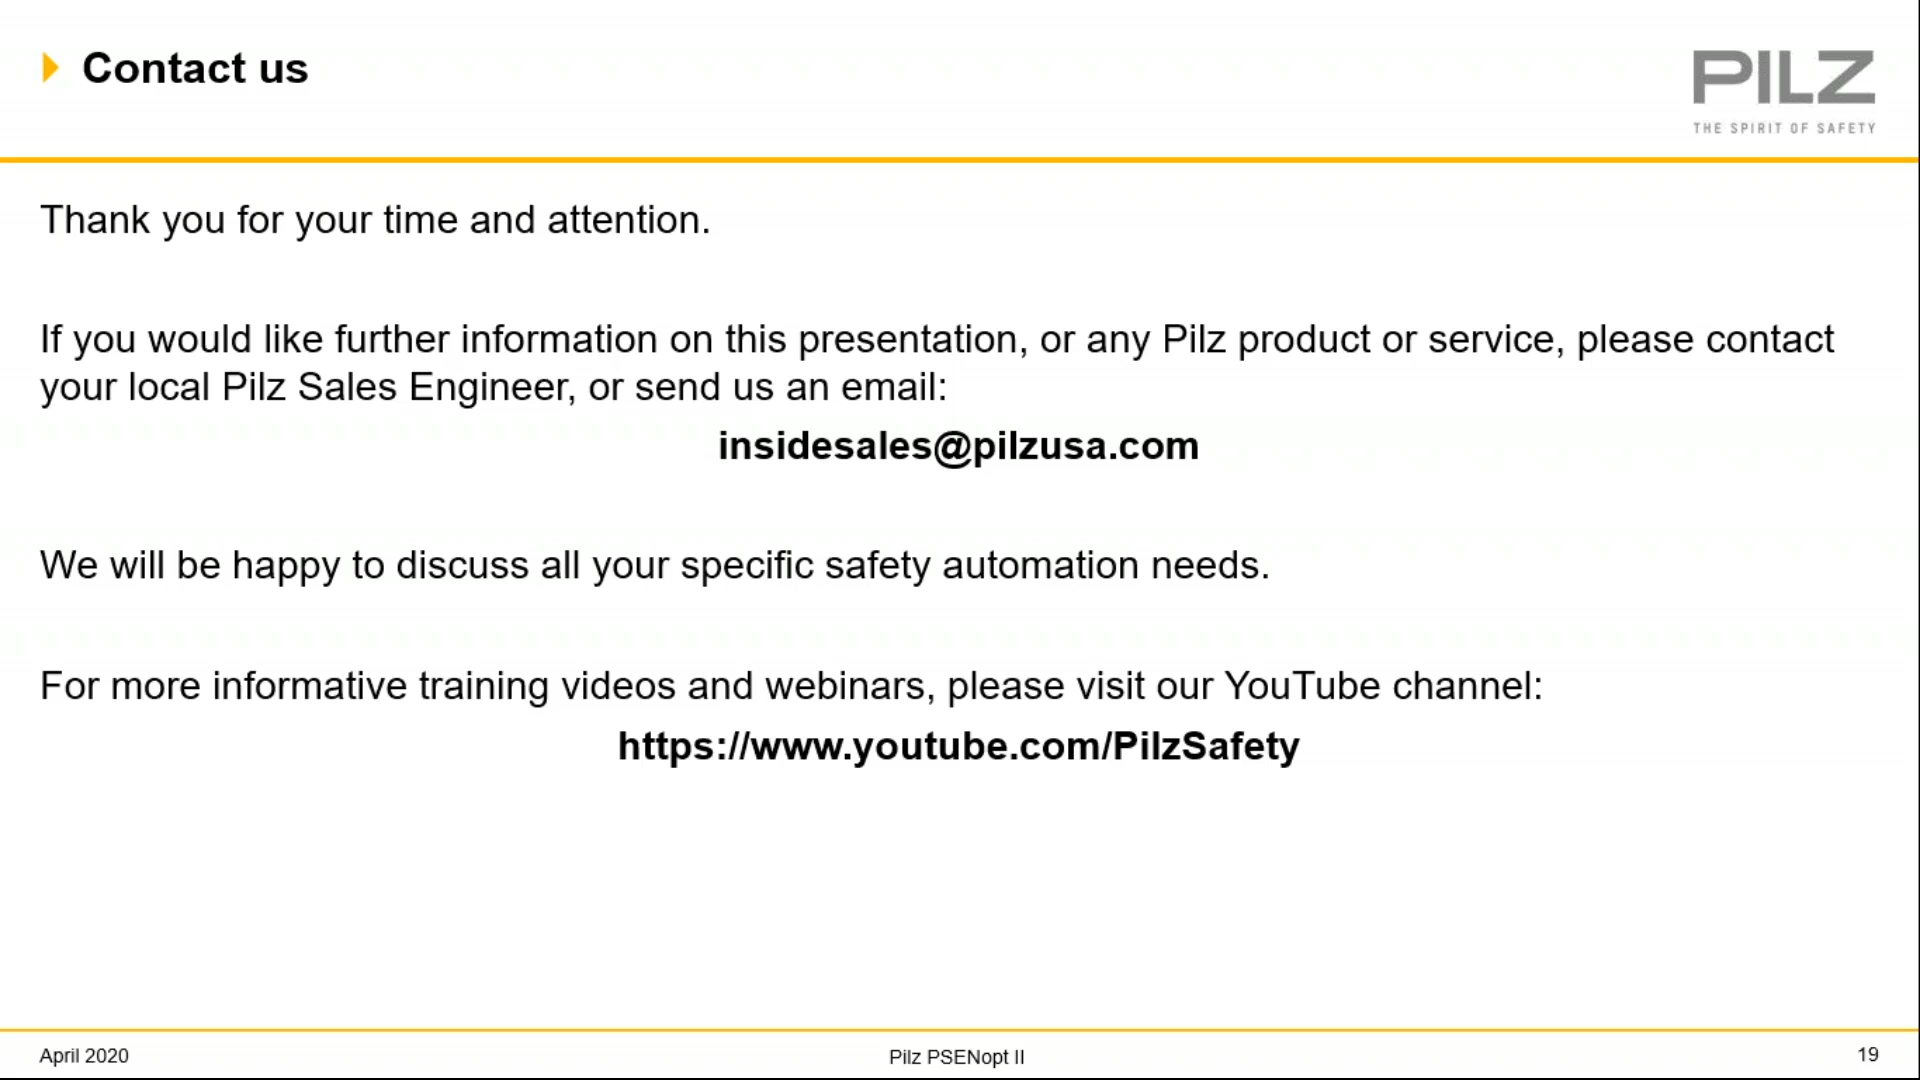 Contact us
PILZ
THE SPIRIT OF SAFETY
Thank you for your time and attention.
If you would like further information on this presentation, or any Pilz product or service, please contact
your local Pilz Sales Engineer, or send us an email:
insidesales@pilzusa.com
We will be happy to discuss all your specific safety automation needs.
For more informative training videos and webinars, please visit our YouTube channel:
https://www.youtube.com/PilzSafety
April 2020
Pilz PSENopt II
19